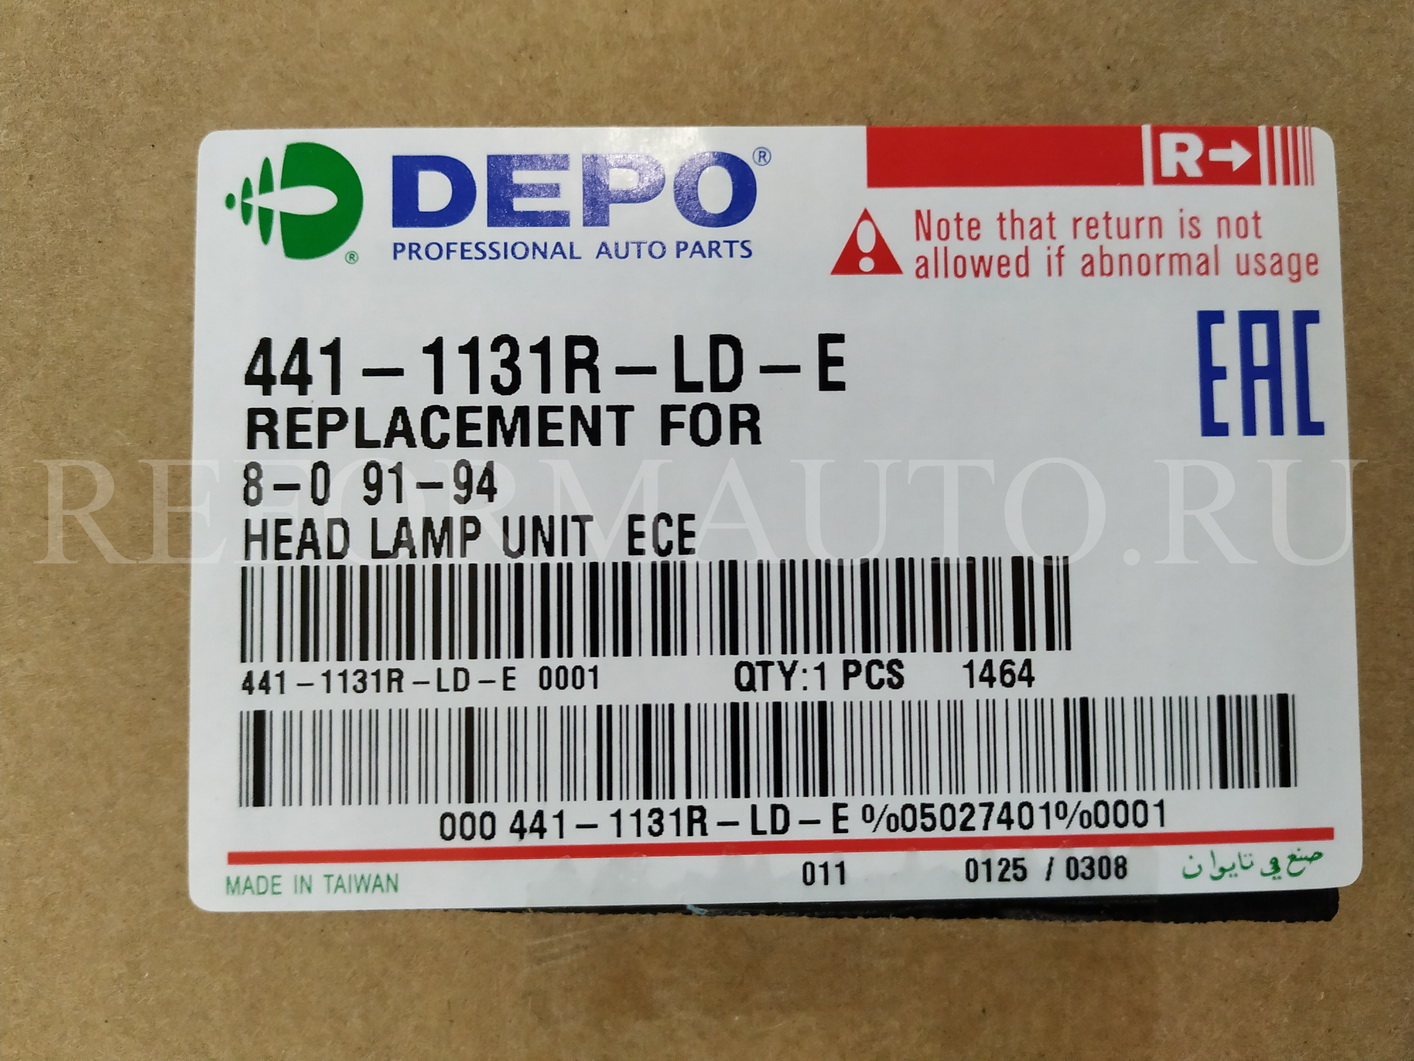 DEPO®
PROFESSIONAL AUTO PARTS
®
R→
Note that return is not
allowed if abnormal usage
EAC
441-1131R-LD-E
REPLACEMENT FOR
8-0 91-94
HEAD LAMP UNIT ECE
REFORMAUTO.RU
441-1131R-LD-E 0001 QTY:1 PCS 1464
000 441-1131R-LD-E %05027401%0001
MADE IN TAIWAN 011 0125 / 0308 صنع في تايوان